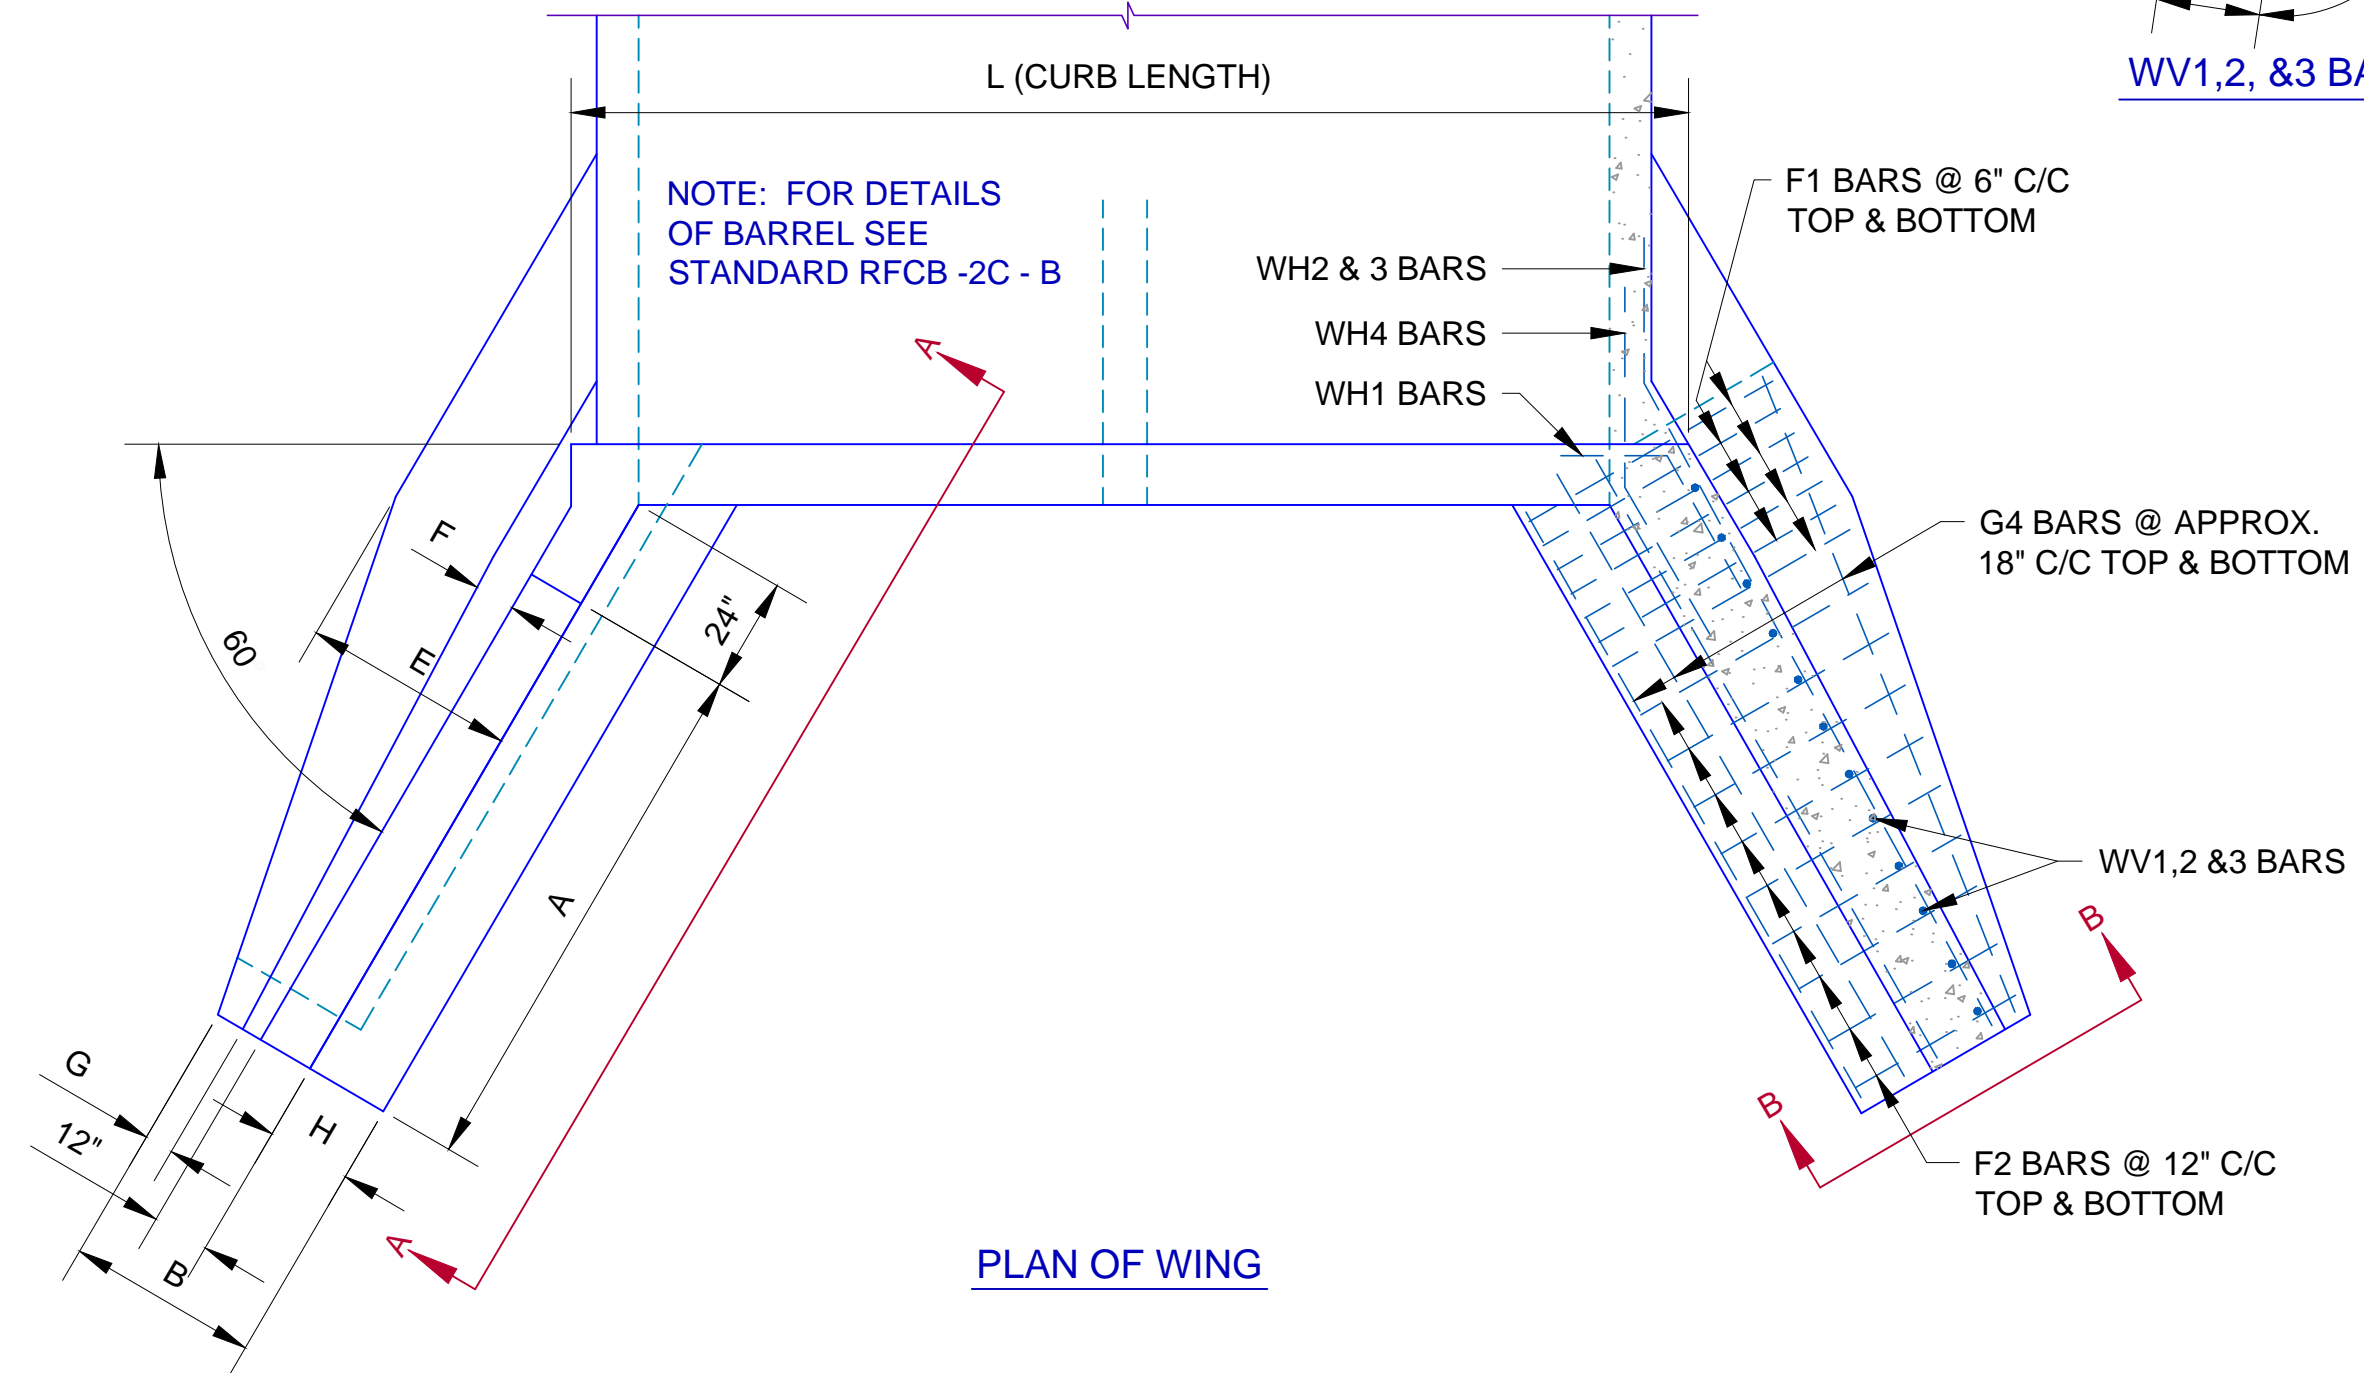 WV1,2, &3 BA
L (CURB LENGTH)
NOTE: FOR DETAILS
OF BARREL SEE
STANDARD RFCB -2C - B
F1 BARS @ 6" C/C
TOP & BOTTOM
WH2 & 3 BARS
WH4 BARS
WH1 BARS
A
G4 BARS @ APPROX.
18" C/C TOP & BOTTOM
F
24"
60
E
A
WV1,2 &3 BARS
B
G
12"
H
B
B
A
F2 BARS @ 12" C/C
TOP & BOTTOM
PLAN OF WING